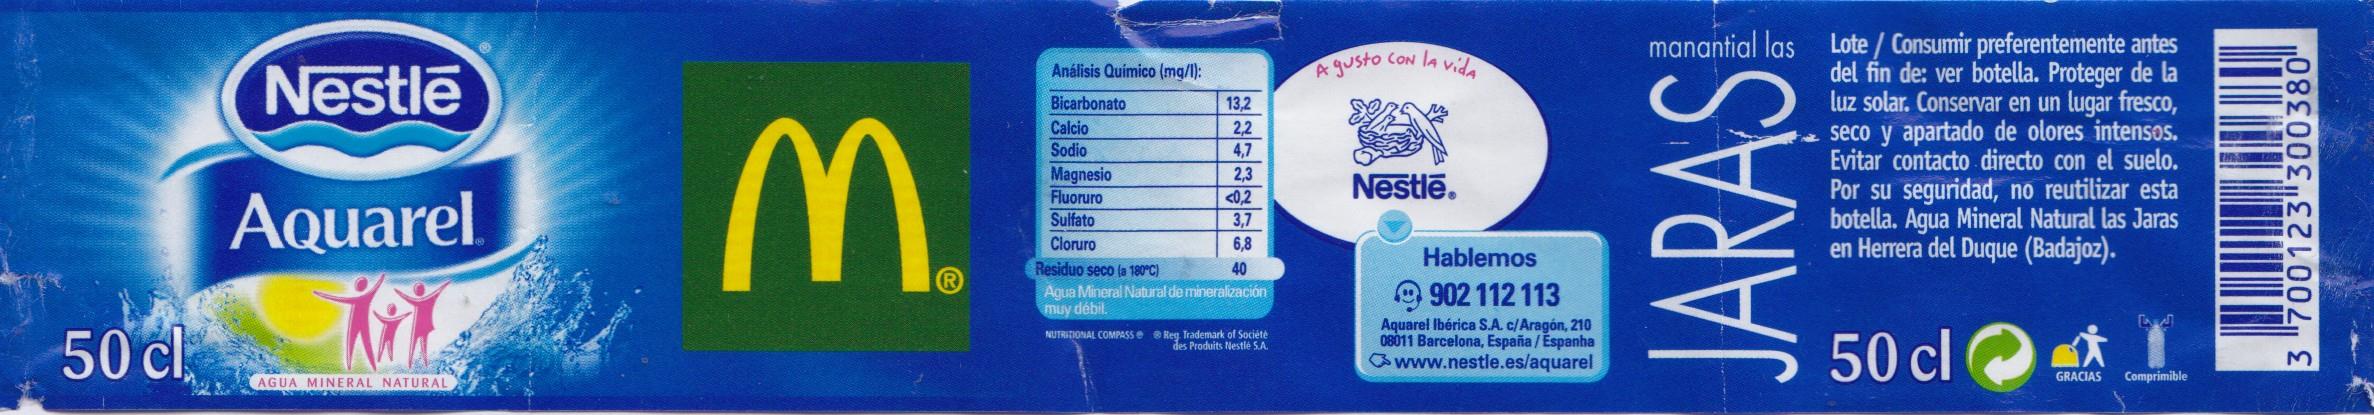 Nestlé
Aquarel
50 cl
AGUA MINERAL NATURAL
M
Análisis Químico (mg/l):
Bicarbonato 13,2
Calcio 2,2
Sodio 4,7
Magnesio 2,3
Fluoruro <0,2
Sulfato 3,7
Cloruro 6,8
Residuo seco (a 180°C) 40
Agua Mineral Natural de mineralización
muy débil.
NUTRITIONAL COMPASS ® ® Reg. Trademark of Société
des Produits Nestlé S.A.
A gusto con la vida
Nestlé®
Hablemos
902 112 113
Aquarel Ibérica S.A. c/Aragón, 210
08011 Barcelona, España / Espanha
www.nestle.es/aquarel
manantial las
JARAS
Lote / Consumir preferentemente antes
del fin de: ver botella. Proteger de la
luz solar. Conservar en un lugar fresco,
seco y apartado de olores intensos.
Evitar contacto directo con el suelo.
Por su seguridad, no reutilizar esta
botella. Agua Mineral Natural las Jaras
en Herrera del Duque (Badajoz).
50 cl
GRACIAS
Comprimible
3 700123 300380